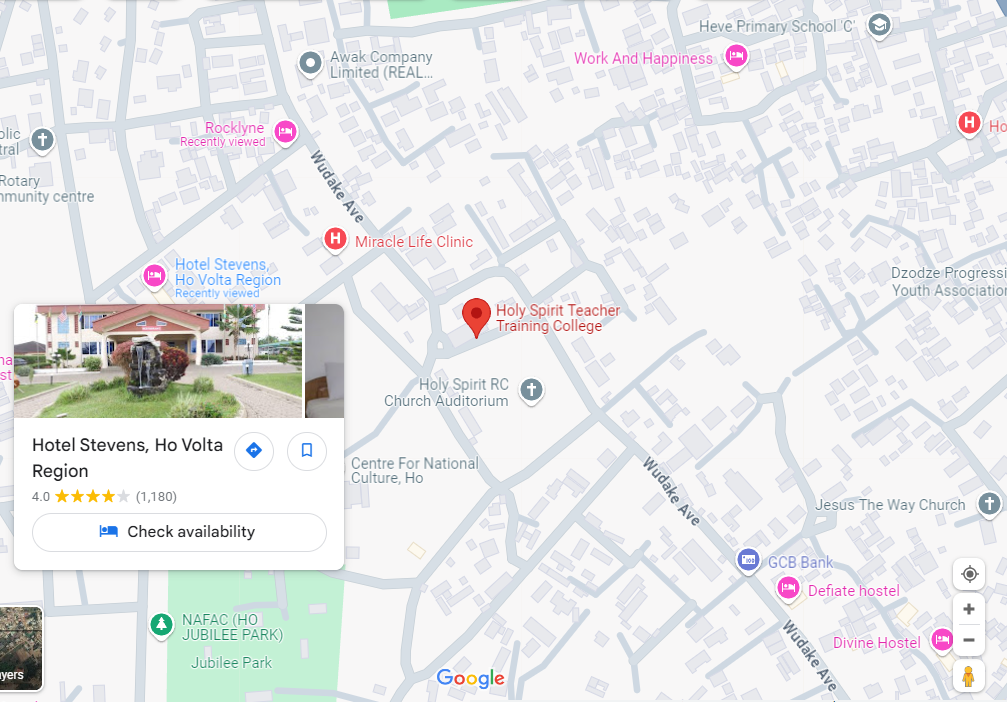 Heve Primary School 'C'
Awak Company
Limited (REAL...
Work And Happiness
H
Ho
Rocklyne
Recently viewed
olic
tral
Rotary
mmunity centre
Wudake Ave
H
Miracle Life Clinic
Hotel Stevens,
Ho Volta Region
Recently viewed
Dzodze Progressi
Youth Association
Holy Spirit Teacher
Training College
na
st
Holy Spirit RC
Church Auditorium
Hotel Stevens, Ho Volta
Region
4.0 (1,180)
Check availability
Centre For National
Culture, Ho
Wudake Ave
Jesus The Way Church
GCB Bank
Defiate hostel
NAFAC (HO
JUBILEE PARK)
Jubilee Park
Divine Hostel
Wudake Ave
ayers
Google